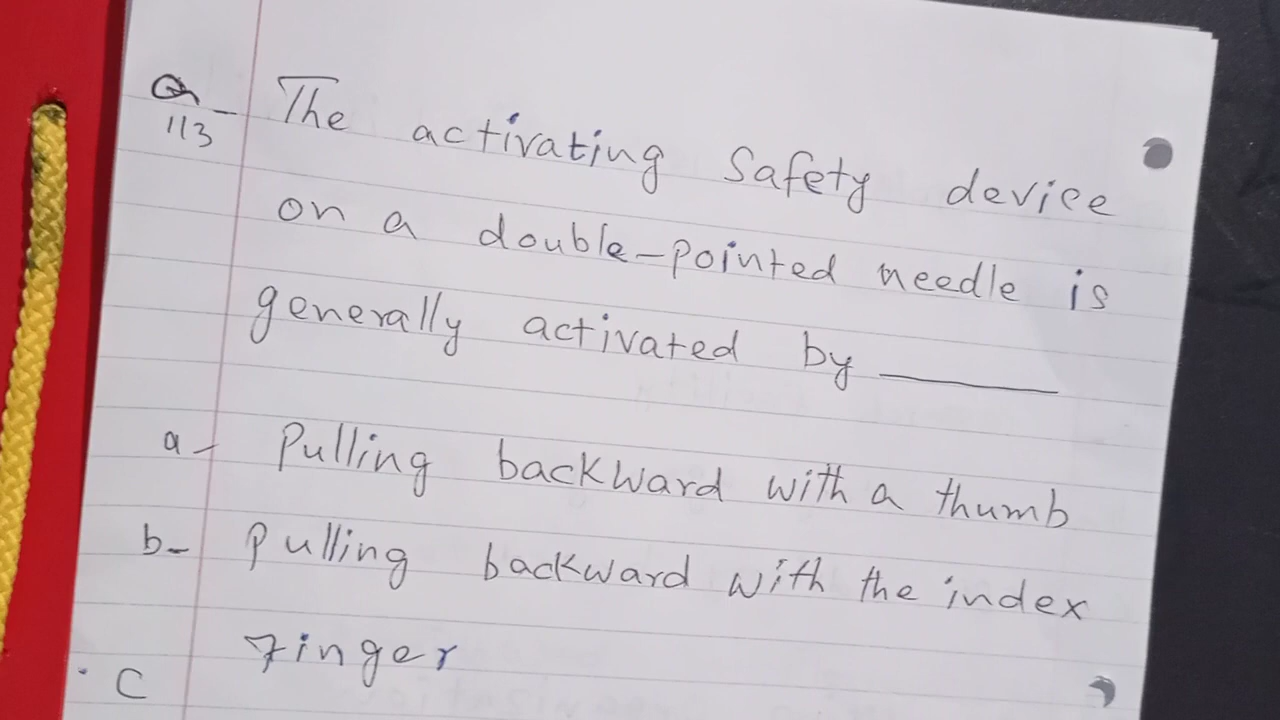 Q 113 - The activating Safety device
on a double-pointed needle is
generally activated by ______
a- Pulling backward with a thumb
b- Pulling backward with the index
finger
C